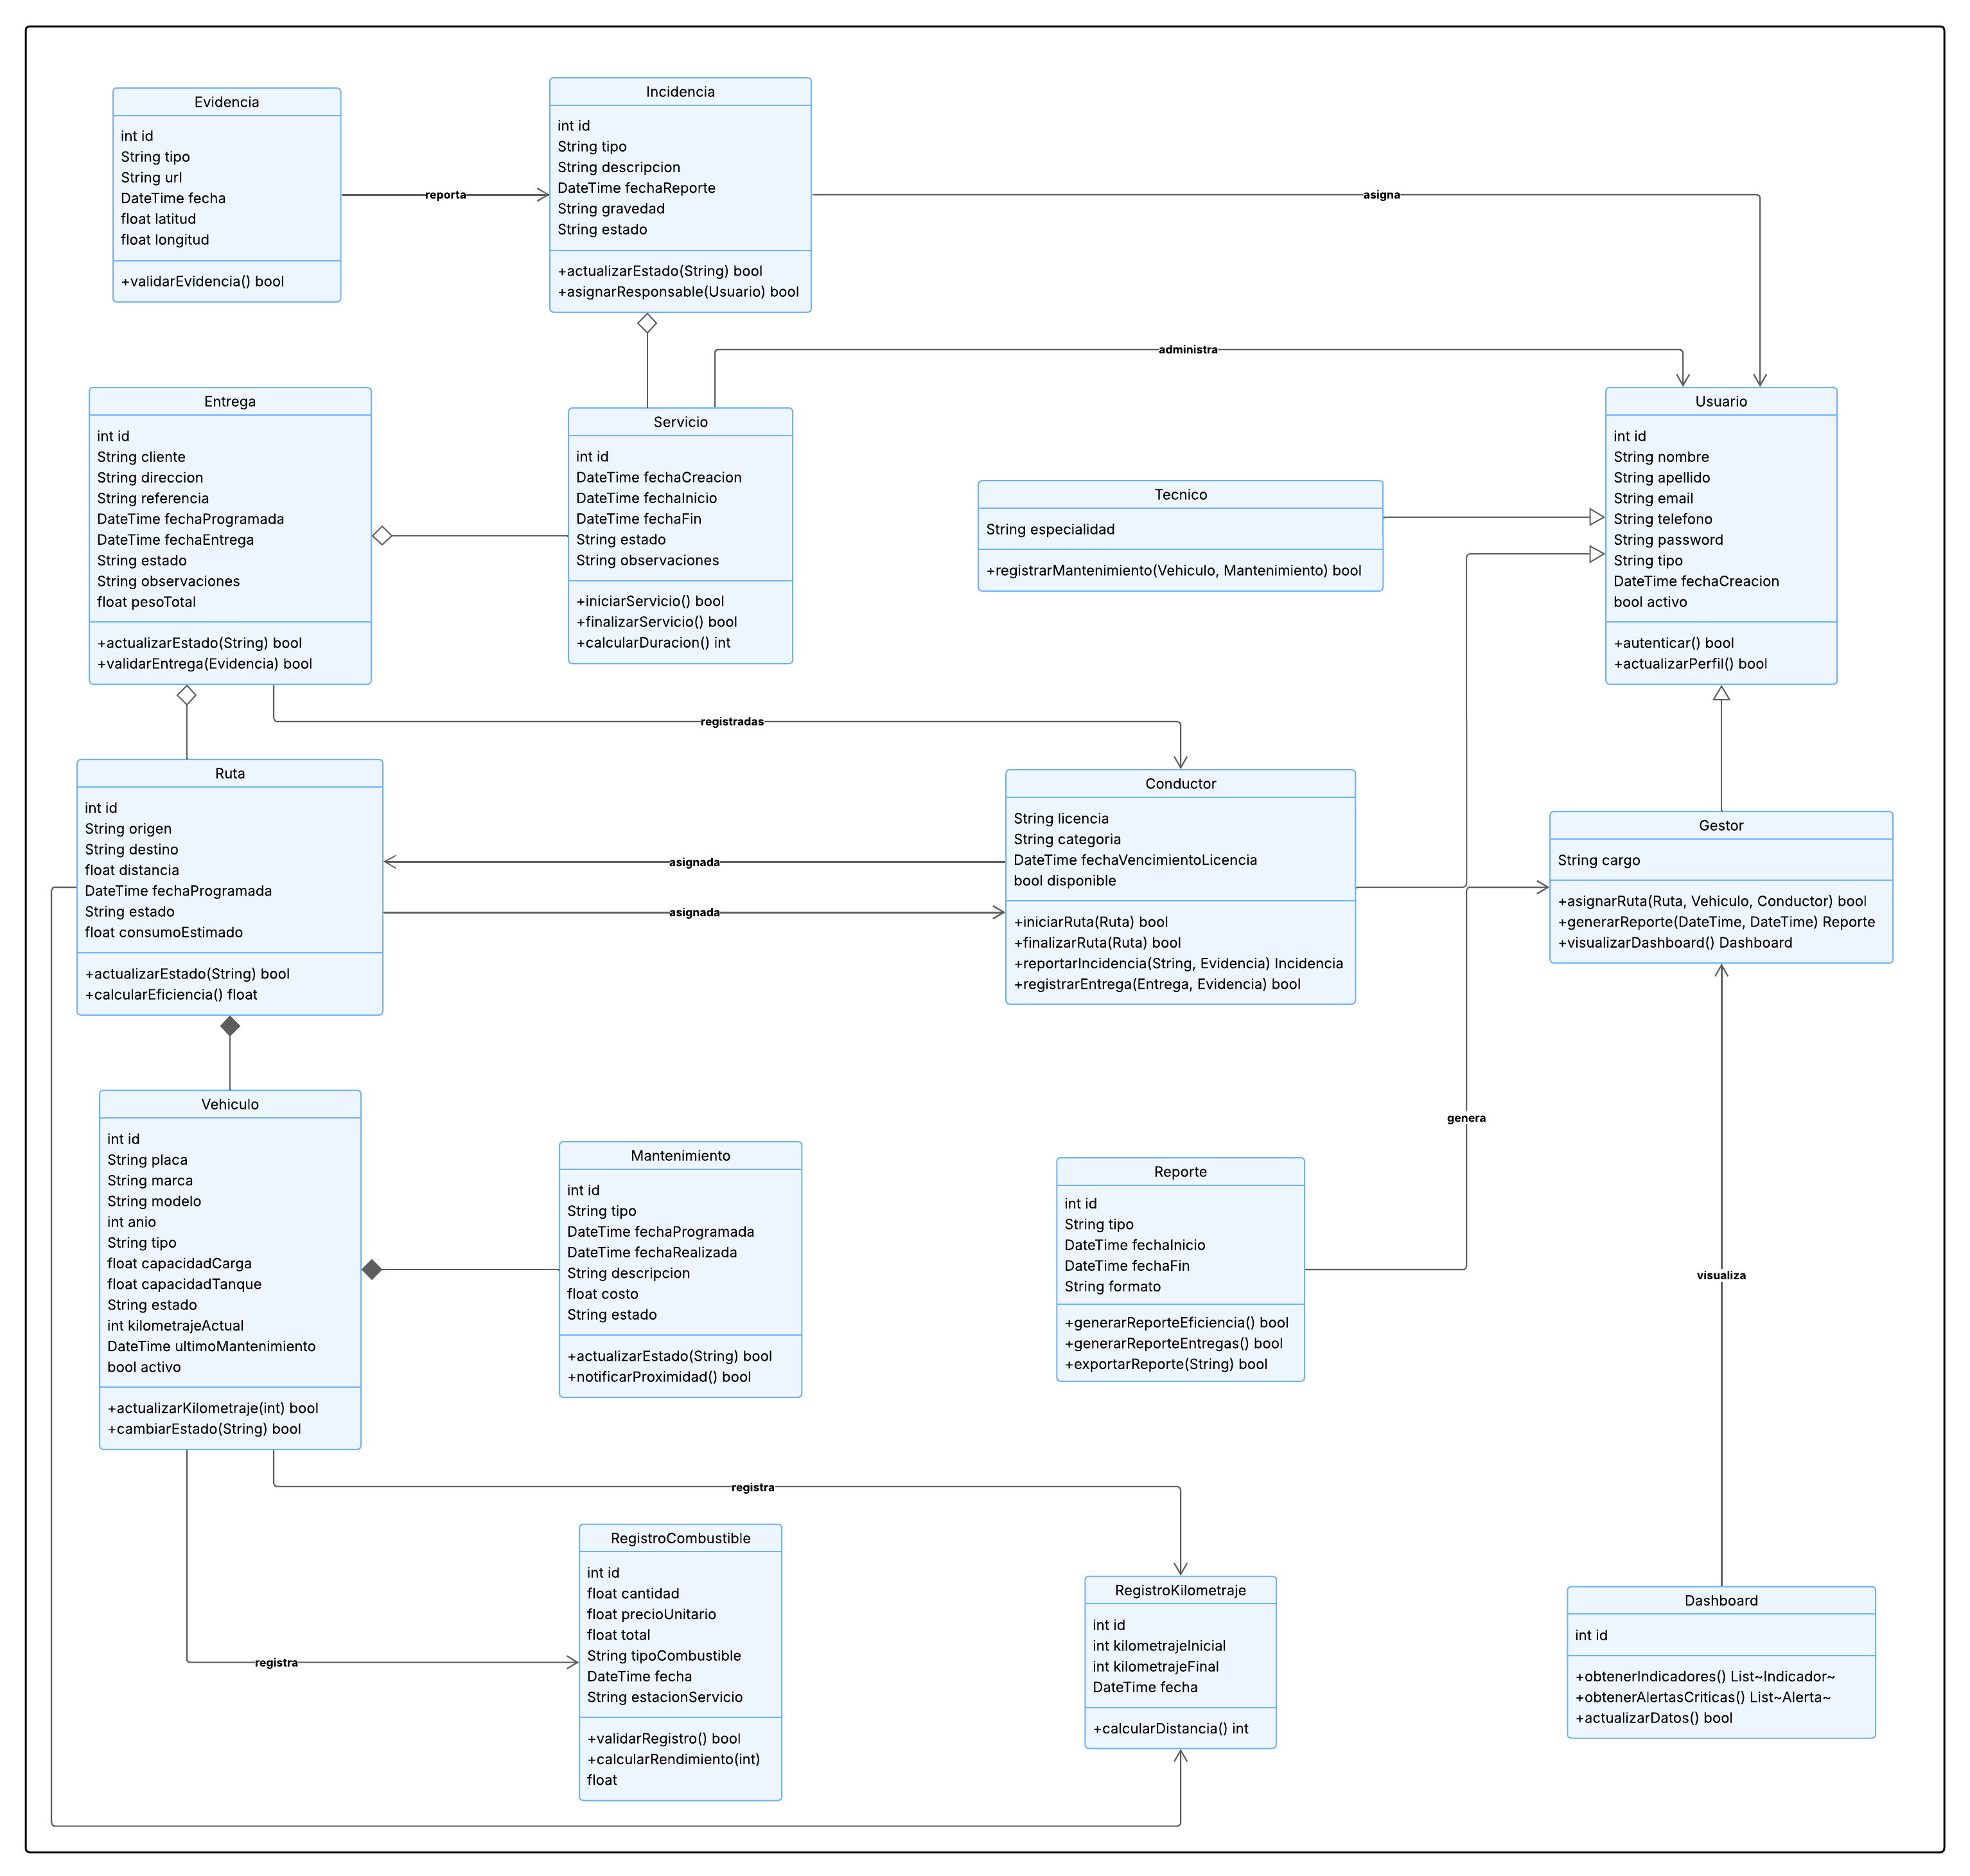 Evidencia
int id
String tipo
String url
DateTime fecha
float latitud
float longitud
+validarEvidencia() bool
reporta
Incidencia
int id
String tipo
String descripcion
DateTime fechaReporte
String gravedad
String estado
+actualizarEstado(String) bool
+asignarResponsable(Usuario) bool
asigna
administra
Entrega
int id
String cliente
String direccion
String referencia
DateTime fechaProgramada
DateTime fechaEntrega
String estado
String observaciones
float pesoTotal
+actualizarEstado(String) bool
+validarEntrega(Evidencia) bool
Servicio
int id
DateTime fechaCreacion
DateTime fechaInicio
DateTime fechaFin
String estado
String observaciones
+iniciarServicio() bool
+finalizarServicio() bool
+calcularDuracion() int
Tecnico
String especialidad
+registrarMantenimiento(Vehiculo, Mantenimiento) bool
Usuario
int id
String nombre
String apellido
String email
String telefono
String password
String tipo
DateTime fechaCreacion
bool activo
+autenticar() bool
+actualizarPerfil() bool
registradas
Ruta
int id
String origen
String destino
float distancia
DateTime fechaProgramada
String estado
float consumoEstimado
+actualizarEstado(String) bool
+calcularEficiencia() float
asignada
asignada
Conductor
String licencia
String categoria
DateTime fechaVencimientoLicencia
bool disponible
+iniciarRuta(Ruta) bool
+finalizarRuta(Ruta) bool
+reportarIncidencia(String, Evidencia) Incidencia
+registrarEntrega(Entrega, Evidencia) bool
Gestor
String cargo
+asignarRuta(Ruta, Vehiculo, Conductor) bool
+generarReporte(DateTime, DateTime) Reporte
+visualizarDashboard() Dashboard
Vehiculo
int id
String placa
String marca
String modelo
int anio
String tipo
float capacidadCarga
float capacidadTanque
String estado
int kilometrajeActual
DateTime ultimoMantenimiento
bool activo
+actualizarKilometraje(int) bool
+cambiarEstado(String) bool
Mantenimiento
int id
String tipo
DateTime fechaProgramada
DateTime fechaRealizada
String descripcion
float costo
String estado
+actualizarEstado(String) bool
+notificarProximidad() bool
Reporte
int id
String tipo
DateTime fechaInicio
DateTime fechaFin
String formato
+generarReporteEficiencia() bool
+generarReporteEntregas() bool
+exportarReporte(String) bool
genera
visualiza
registra
registra
RegistroCombustible
int id
float cantidad
float precioUnitario
float total
String tipoCombustible
DateTime fecha
String estacionServicio
+validarRegistro() bool
+calcularRendimiento(int)
float
RegistroKilometraje
int id
int kilometrajeInicial
int kilometrajeFinal
DateTime fecha
+calcularDistancia() int
Dashboard
int id
+obtenerIndicadores() List~Indicador~
+obtenerAlertasCriticas() List~Alerta~
+actualizarDatos() bool